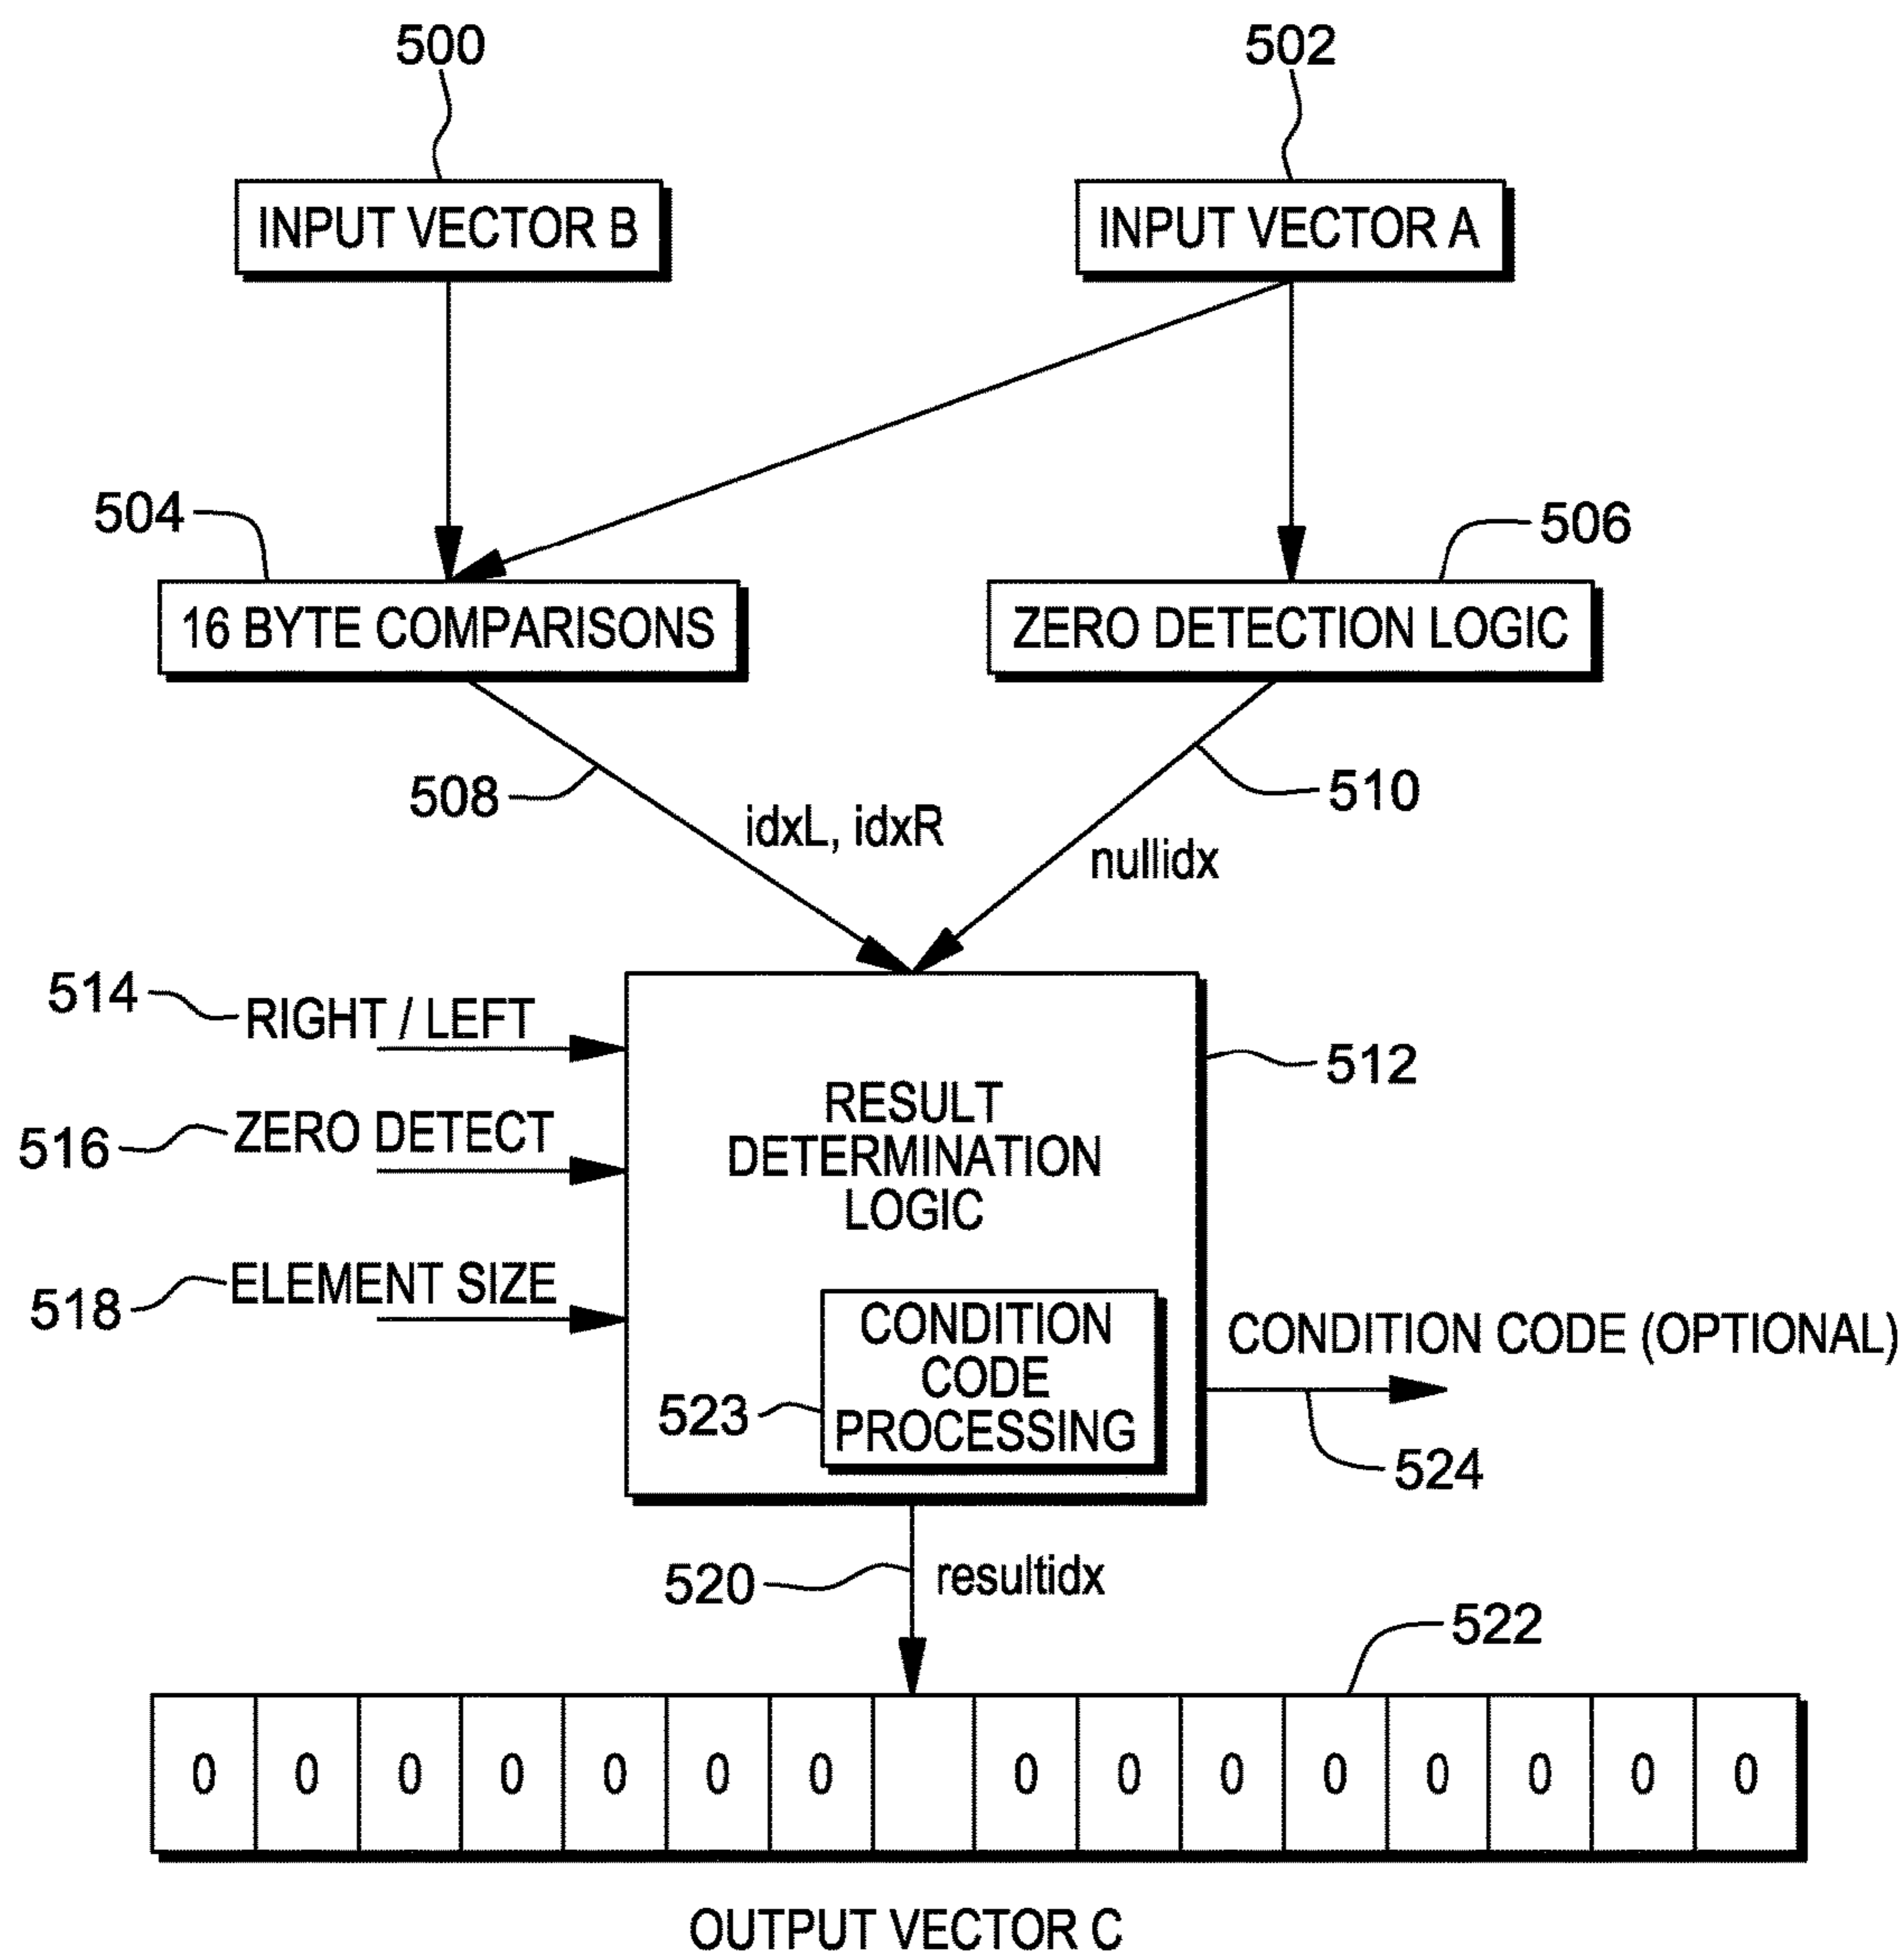 500
502
INPUT VECTOR B
INPUT VECTOR A
504
506
16 BYTE COMPARISONS
ZERO DETECTION LOGIC
508
510
idxL, idxR
nullidx
514
RIGHT / LEFT
512
RESULT
DETERMINATION
LOGIC
516
ZERO DETECT
518
ELEMENT SIZE
CONDITION
CODE
PROCESSING
523
CONDITION CODE (OPTIONAL)
524
520
resultidx
522
0 0 0 0 0 0 0 0 0 0 0 0 0 0 0
OUTPUT VECTOR C